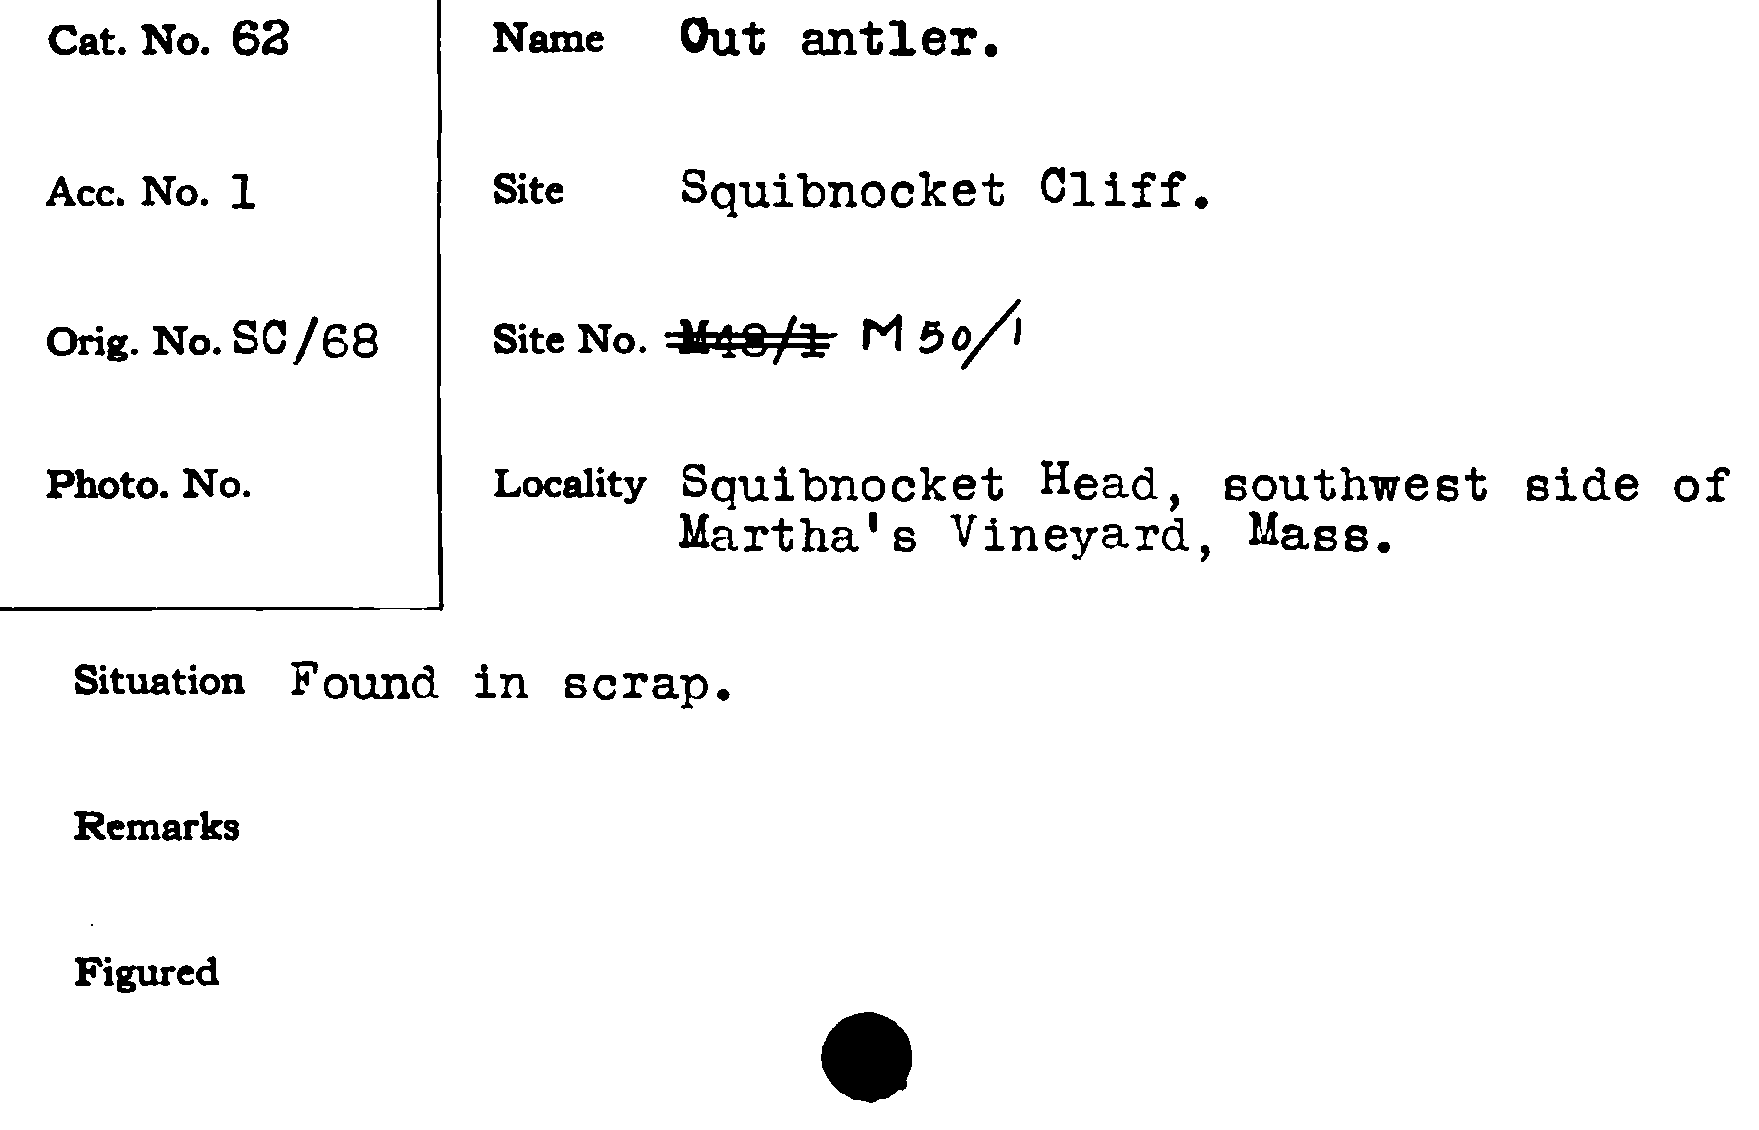 Cat. No. 62
Name Cut antler.
Acc. No. 1
Site Squibnocket Cliff.
Orig. No. SC/68
Site No. M48/1 M 50/1
Photo. No.
Locality Squibnocket Head, southwest side of
Martha's Vineyard, Mass.
Situation Found in scrap.
Remarks
Figured